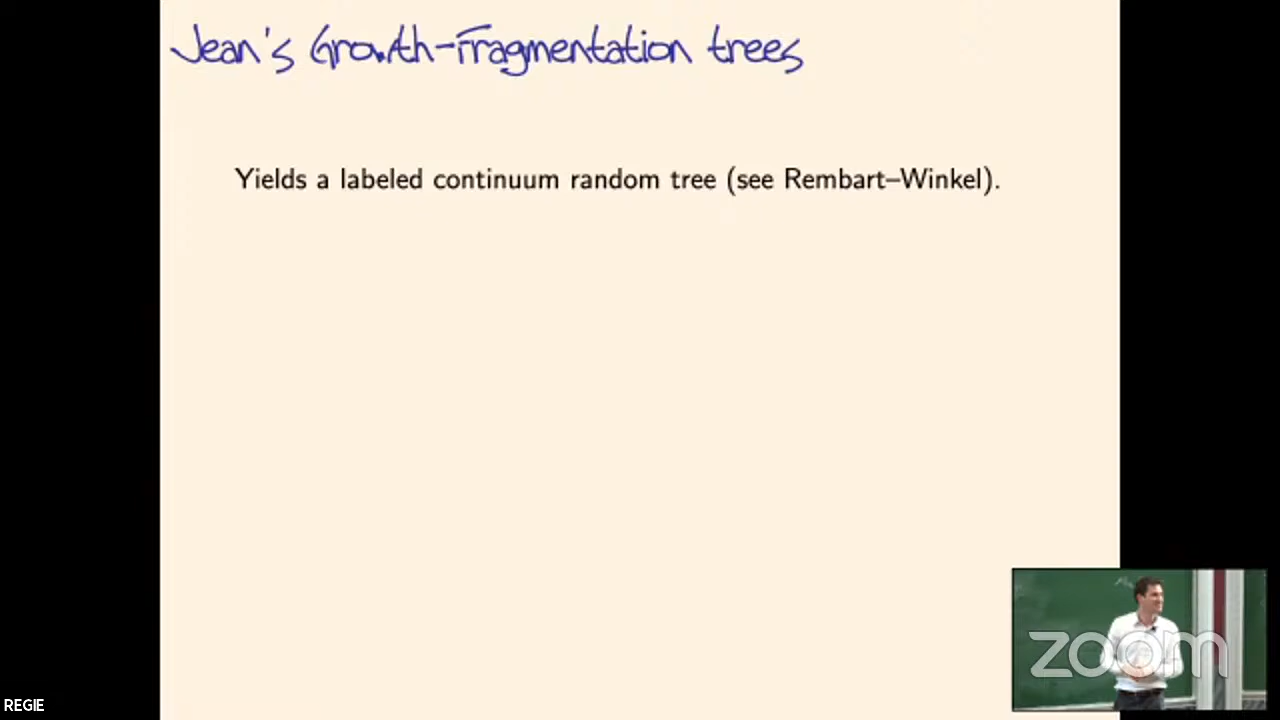 Jean's Growth-Fragmentation trees
Yields a labeled continuum random tree (see Rembart–Winkel).
zoom
REGIE